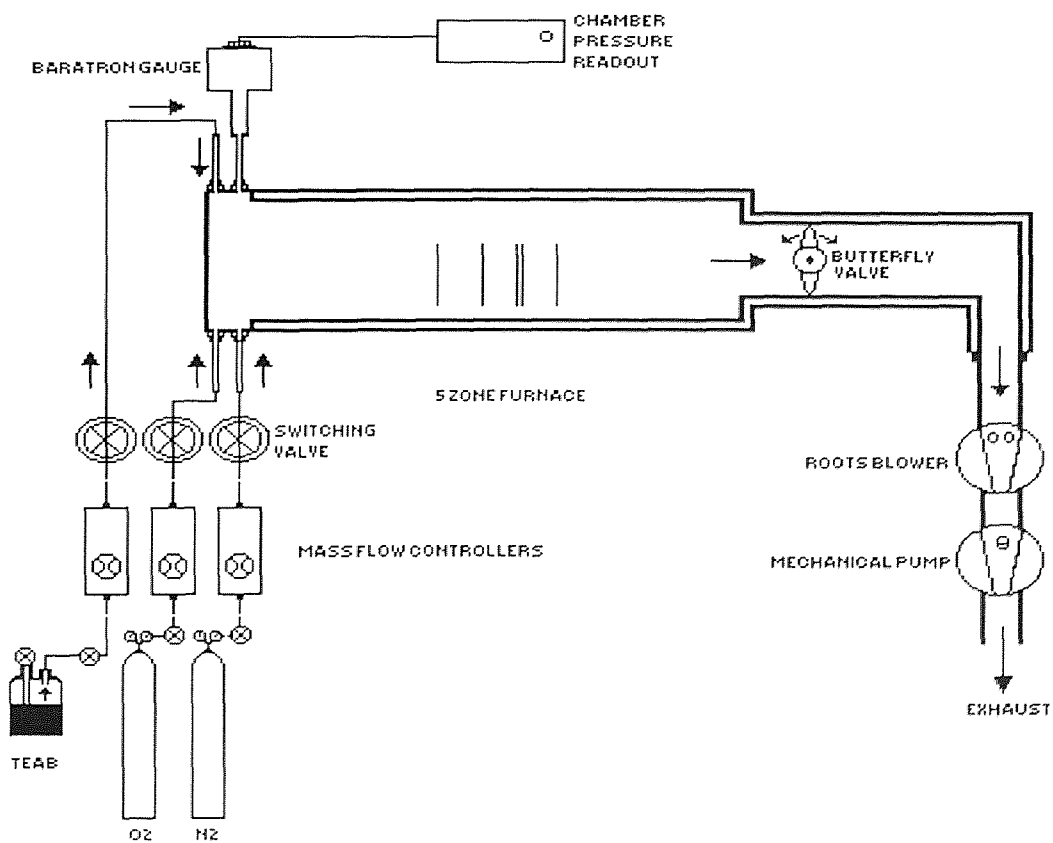 CHAMBER
PRESSURE
READOUT
BARATRON GAUGE
BUTTERFLY
VALVE
5 ZONE FURNACE
SWITCHING
VALVE
ROOTS BLOWER
MASS FLOW CONTROLLERS
MECHANICAL PUMP
EXHAUST
TEAB
O2
N2